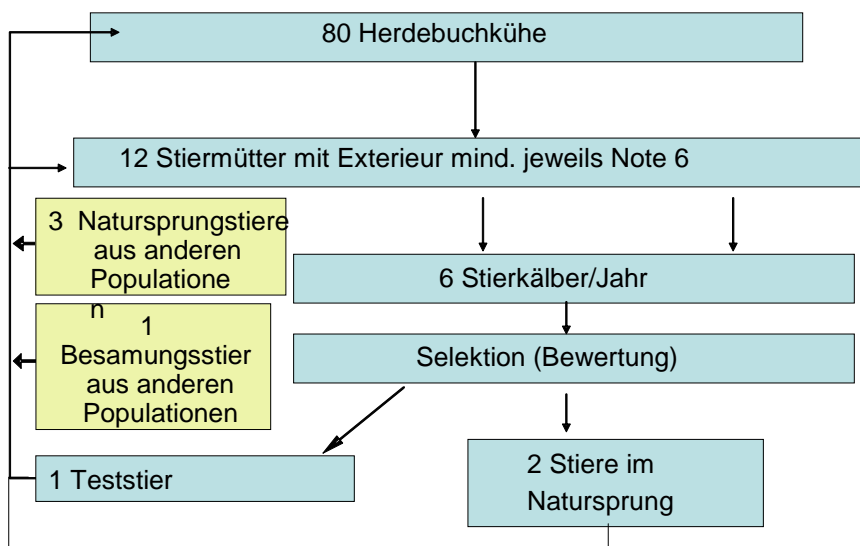 80 Herdebuchkühe
12 Stiermütter mit Exterieur mind. jeweils Note 6
3 Natursprungstiere
aus anderen
Populatione
n
6 Stierkälber/Jahr
1
Besamungsstier
aus anderen
Populationen
Selektion (Bewertung)
1 Teststier
2 Stiere im
Natursprung